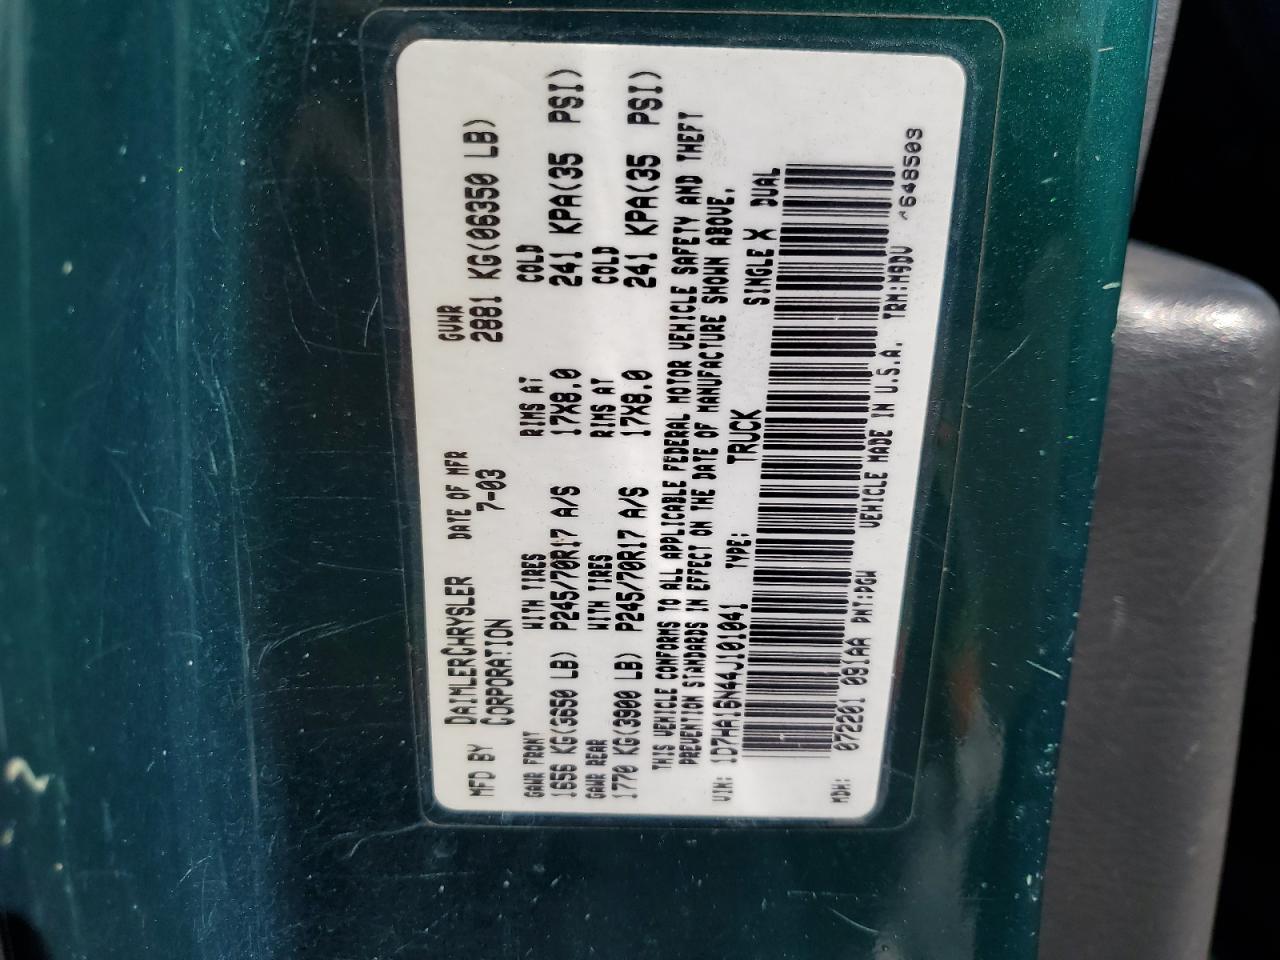 MFD BY DAIMLERCHRYSLER CORPORATION DATE OF MFR 7-03 GVWR 2881 KG(06350 LB)
GAWR FRONT WITH TIRES RIMS AT COLD
1656 KG(3650 LB) P245/70R17 A/S 17X8.0 241 KPA(35 PSI)
GAWR REAR WITH TIRES RIMS AT COLD
1770 KG(3900 LB) P245/70R17 A/S 17X8.0 241 KPA(35 PSI)
THIS VEHICLE CONFORMS TO ALL APPLICABLE FEDERAL MOTOR VEHICLE SAFETY AND THEFT
PREVENTION STANDARDS IN EFFECT ON THE DATE OF MANUFACTURE SHOWN ABOVE.
VIN: 1D7HA16N44J101041 TYPE: TRUCK SINGLE X DUAL
MDH: 072201 091AA PNT:PGW VEHICLE MADE IN U.S.A. TRM:M9DV 648503